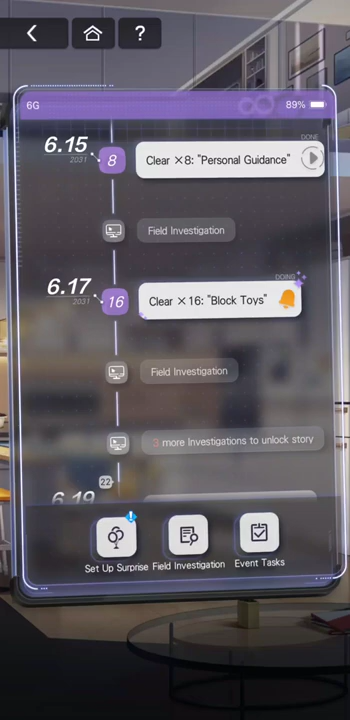 ?
6G
89%
6.15
2031
8
DONE
Clear ×8: "Personal Guidance"
Field Investigation
6.17
2031
16
DOING
Clear ×16: "Block Toys"
Field Investigation
3 more Investigations to unlock story
22
6.19
Set Up Surprise
Field Investigation
Event Tasks